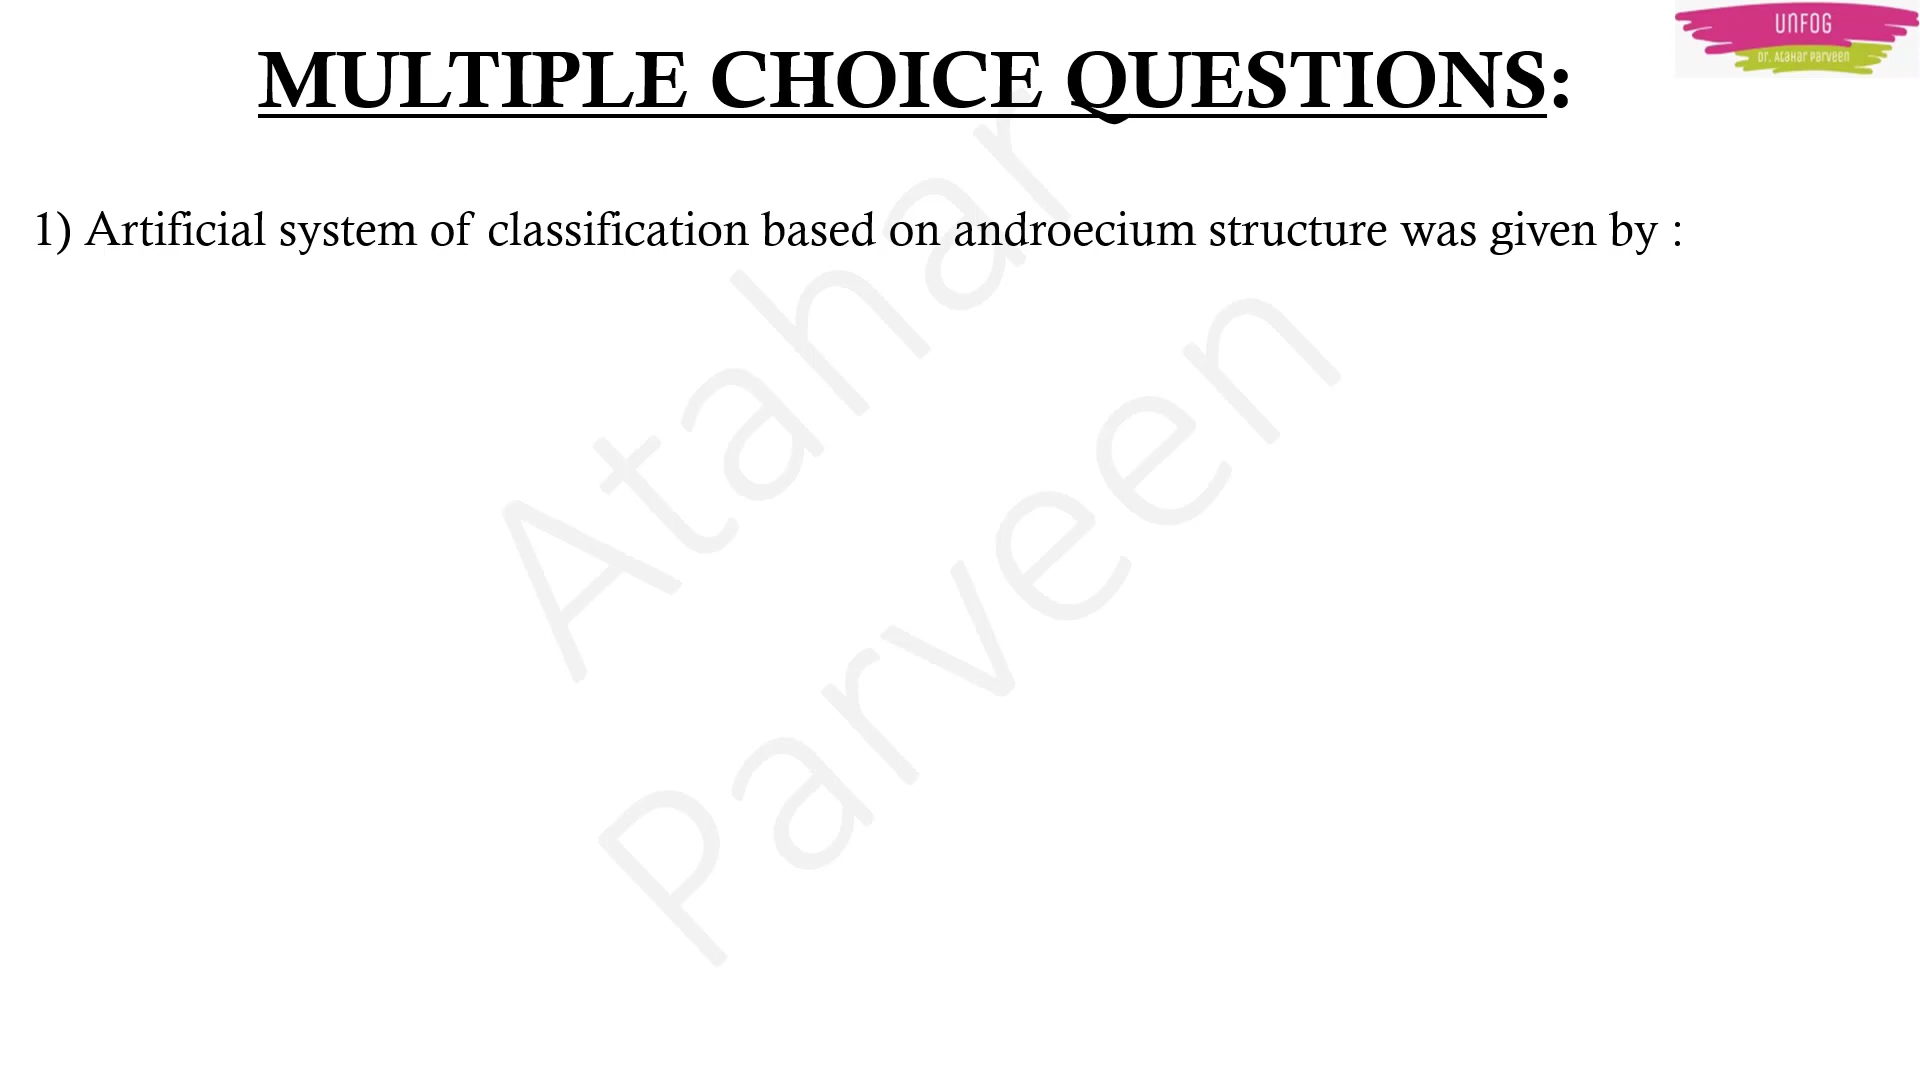 UNFOG
Dr. Atahar Parveen
MULTIPLE CHOICE QUESTIONS:
1) Artificial system of classification based on androecium structure was given by :
Atahar
Parveen